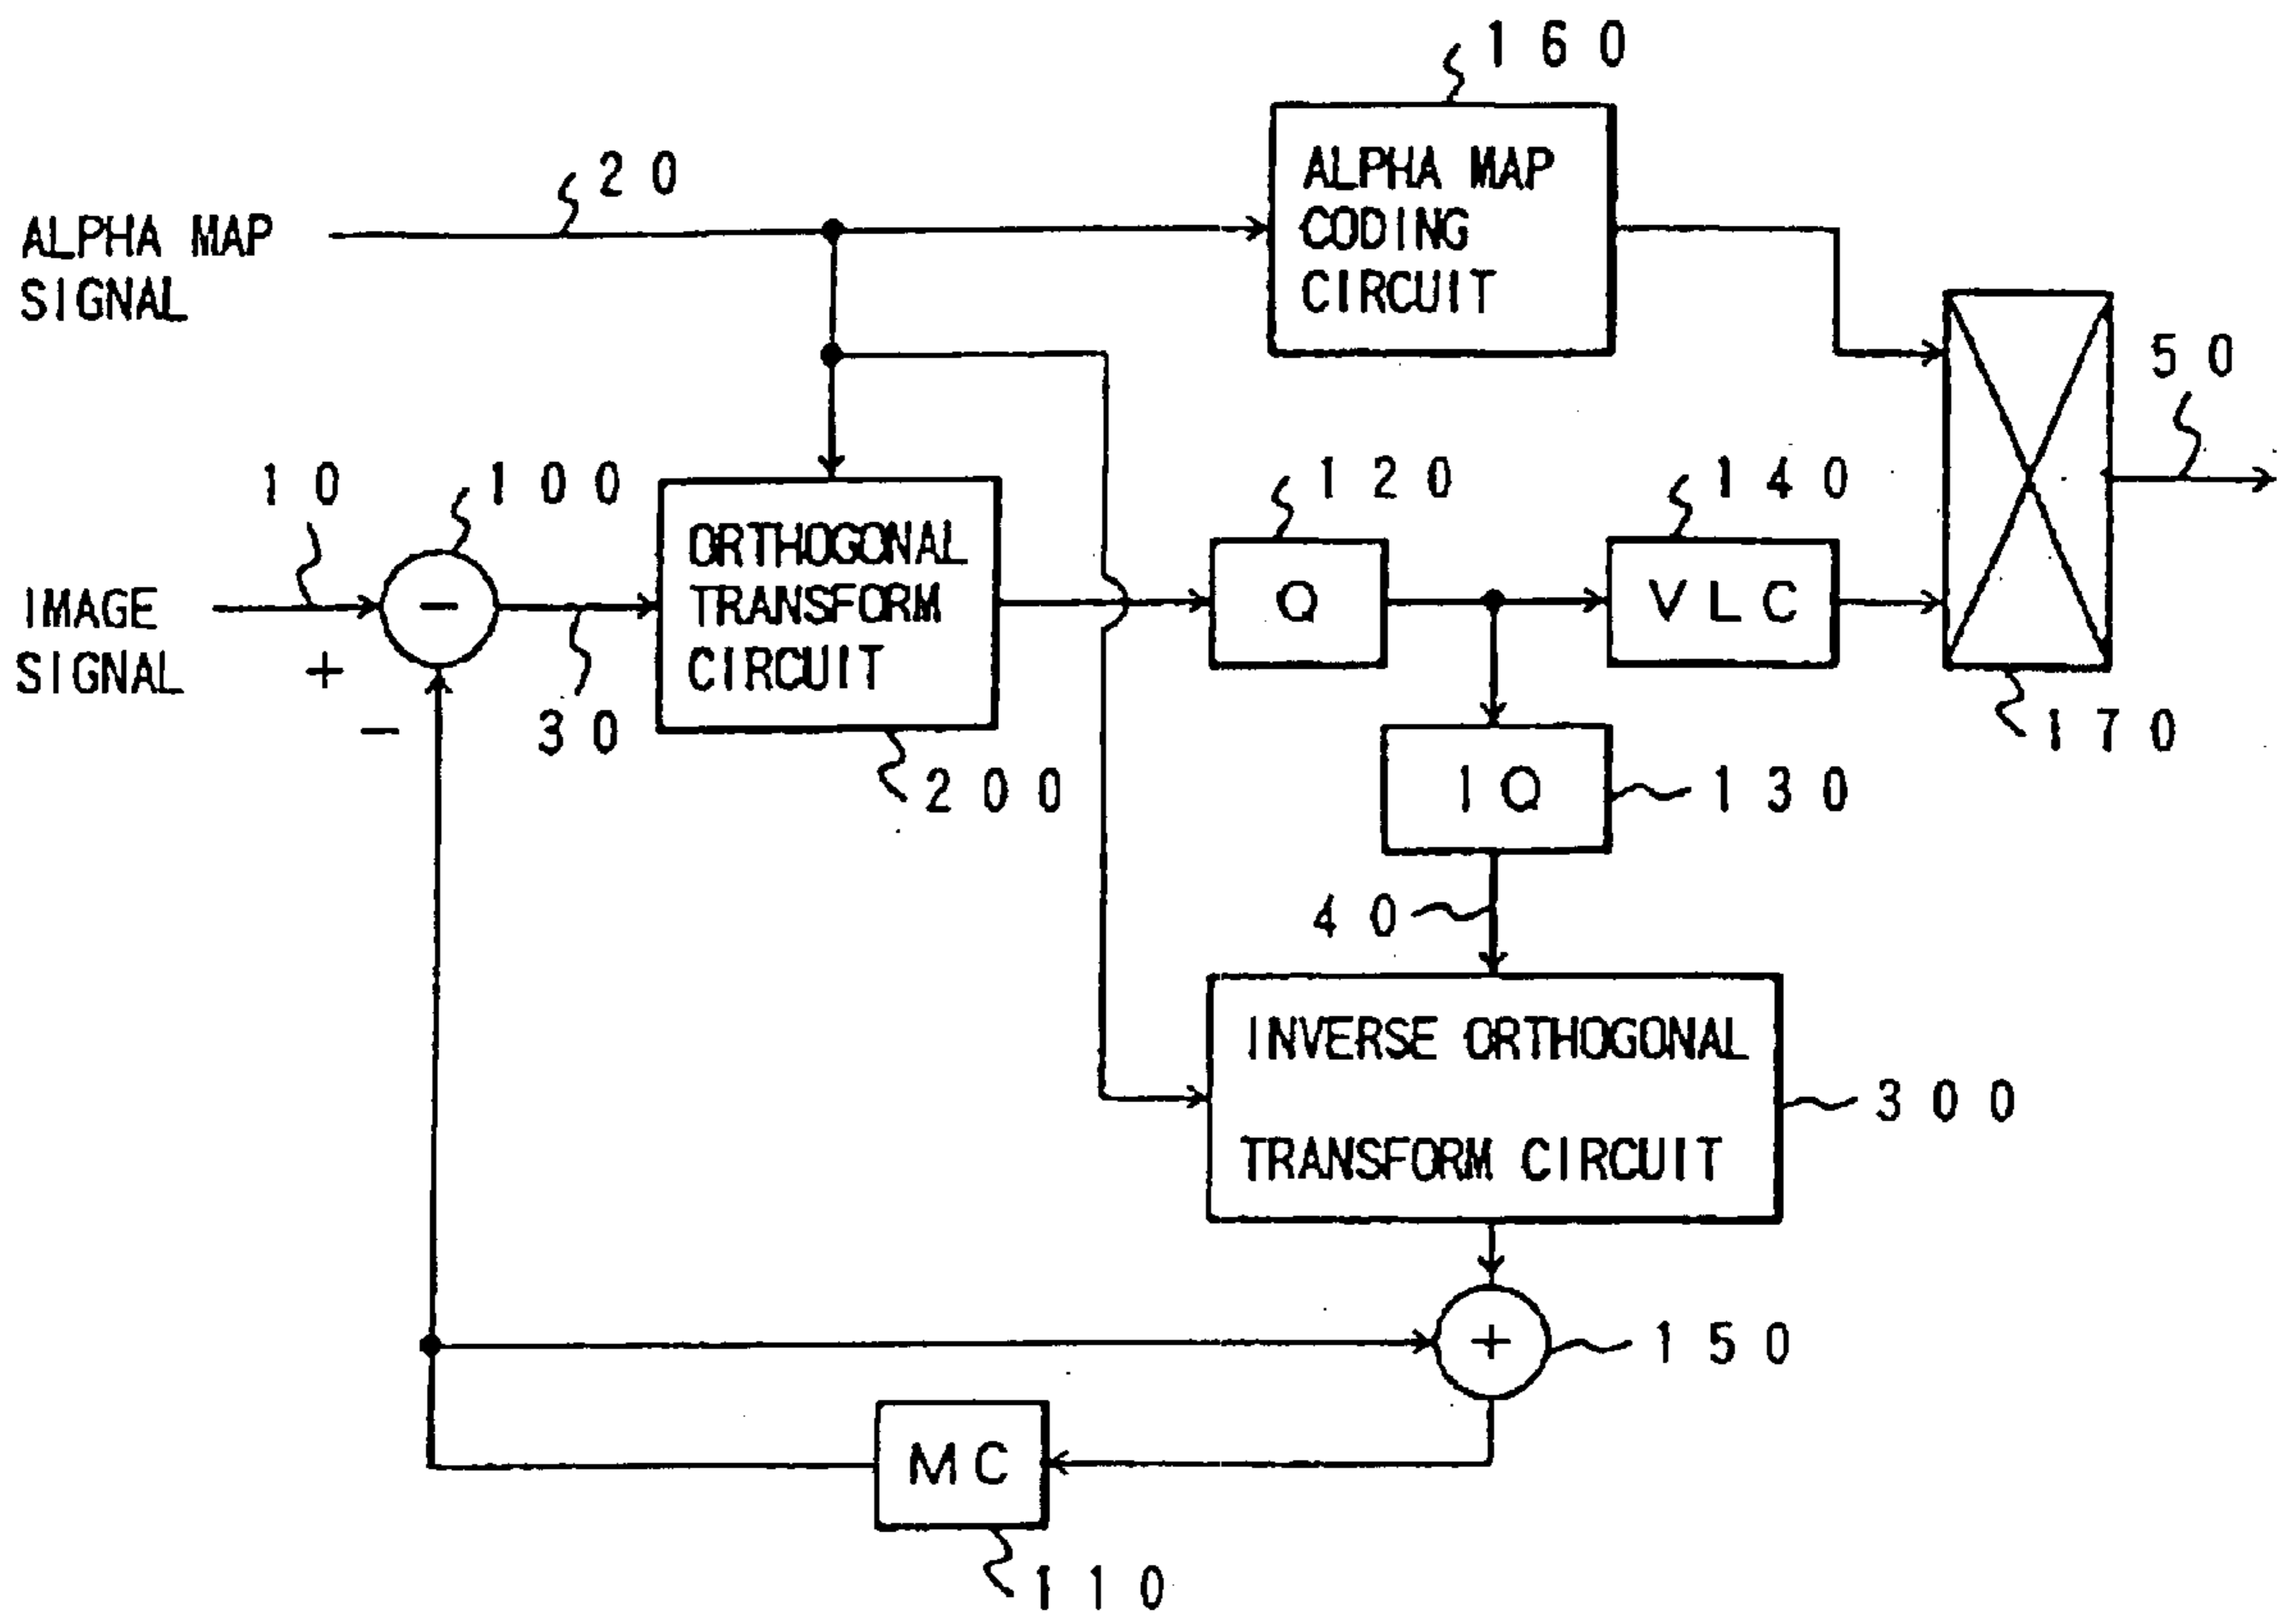 160
ALPHA MAP
CODING
CIRCUIT
20
ALPHA MAP
SIGNAL
50
10
100
120
140
ORTHOGONAL
TRANSFORM
CIRCUIT
IMAGE
SIGNAL
+
-
-
30
200
Q
VLC
170
IQ
130
40
INVERSE ORTHOGONAL
TRANSFORM CIRCUIT
300
+
150
MC
110